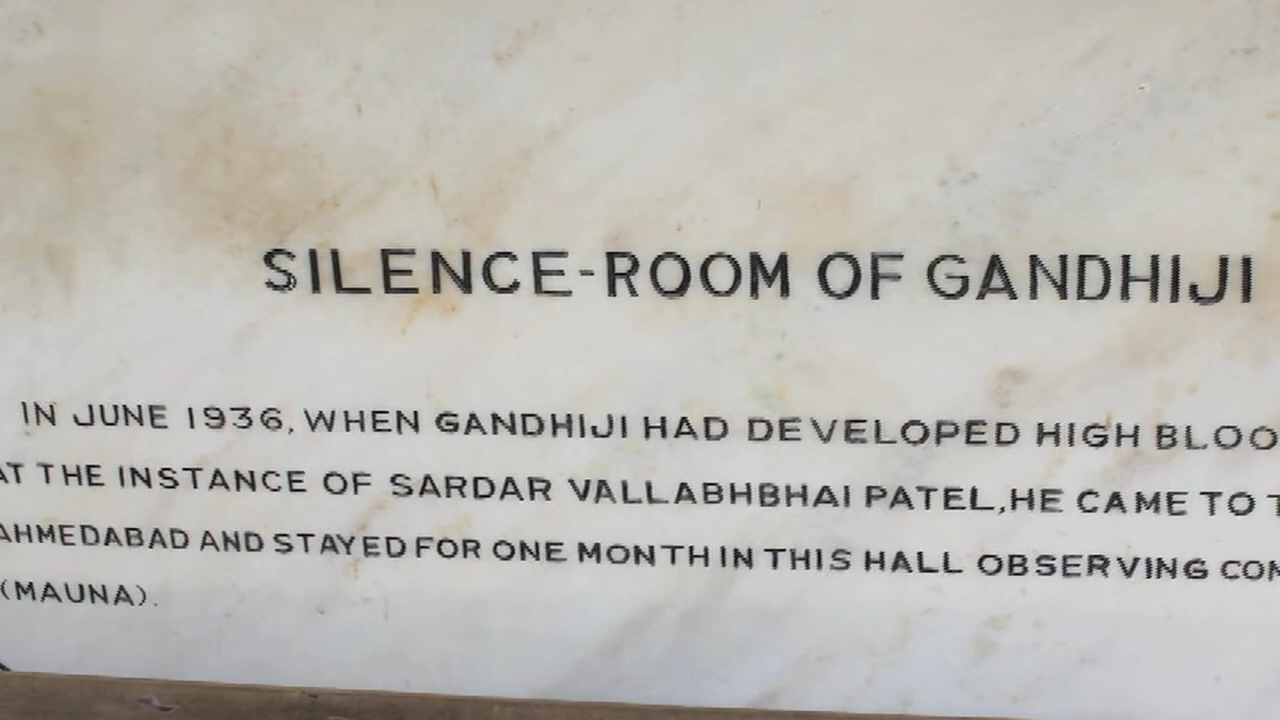 SILENCE-ROOM OF GANDHIJI
IN JUNE 1936, WHEN GANDHIJI HAD DEVELOPED HIGH BLOO
AT THE INSTANCE OF SARDAR VALLABHBHAI PATEL, HE CAME TO T
AHMEDABAD AND STAYED FOR ONE MONTH IN THIS HALL OBSERVING COM
(MAUNA).